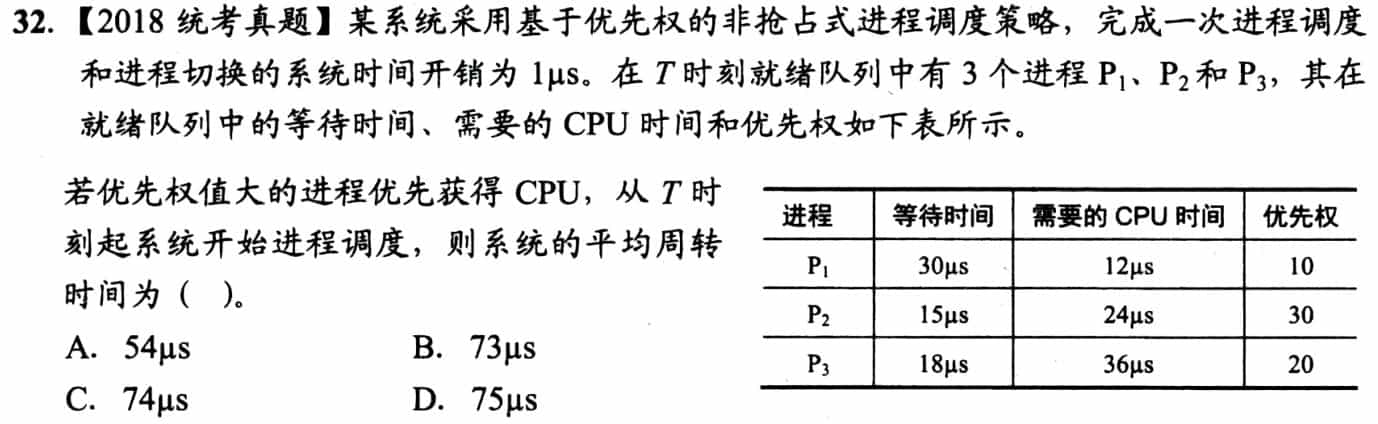 32.【2018 统考真题】某系统采用基于优先权的非抢占式进程调度策略，完成一次进程调度
和进程切换的系统时间开销为 1μs。在 T 时刻就绪队列中有 3 个进程 P₁、P₂和 P₃，其在
就绪队列中的等待时间、需要的 CPU 时间和优先权如下表所示。
若优先权值大的进程优先获得 CPU，从 T 时
刻起系统开始进程调度，则系统的平均周转
时间为（ ）。
A. 54μs B. 73μs
C. 74μs D. 75μs
进程 等待时间 需要的 CPU 时间 优先权
P₁ 30μs 12μs 10
P₂ 15μs 24μs 30
P₃ 18μs 36μs 20